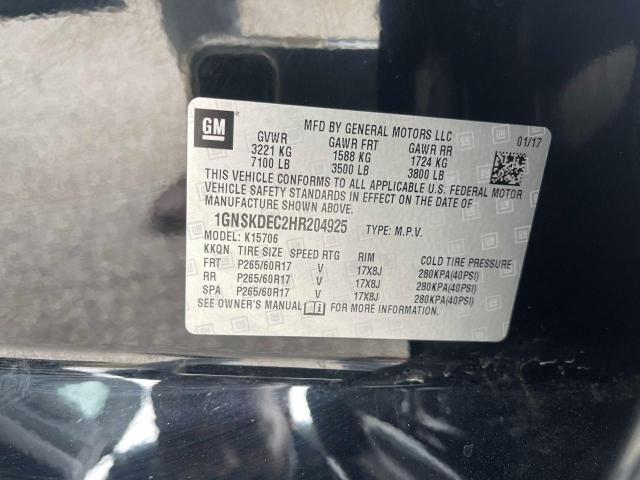 GM
MFD BY GENERAL MOTORS LLC 01/17
GVWR GAWR FRT GAWR RR
3221 KG 1588 KG 1724 KG
7100 LB 3500 LB 3800 LB
THIS VEHICLE CONFORMS TO ALL APPLICABLE U.S. FEDERAL MOTOR
VEHICLE SAFETY STANDARDS IN EFFECT ON THE DATE OF
MANUFACTURE SHOWN ABOVE.
1GNSKDEC2HR204925 TYPE: M.P.V.
MODEL: K15706
KKQN TIRE SIZE SPEED RTG RIM COLD TIRE PRESSURE
FRT P265/60R17 V 17X8J 280KPA(40PSI)
RR P265/60R17 V 17X8J 280KPA(40PSI)
SPA P265/60R17 V 17X8J 280KPA(40PSI)
SEE OWNER'S MANUAL FOR MORE INFORMATION.